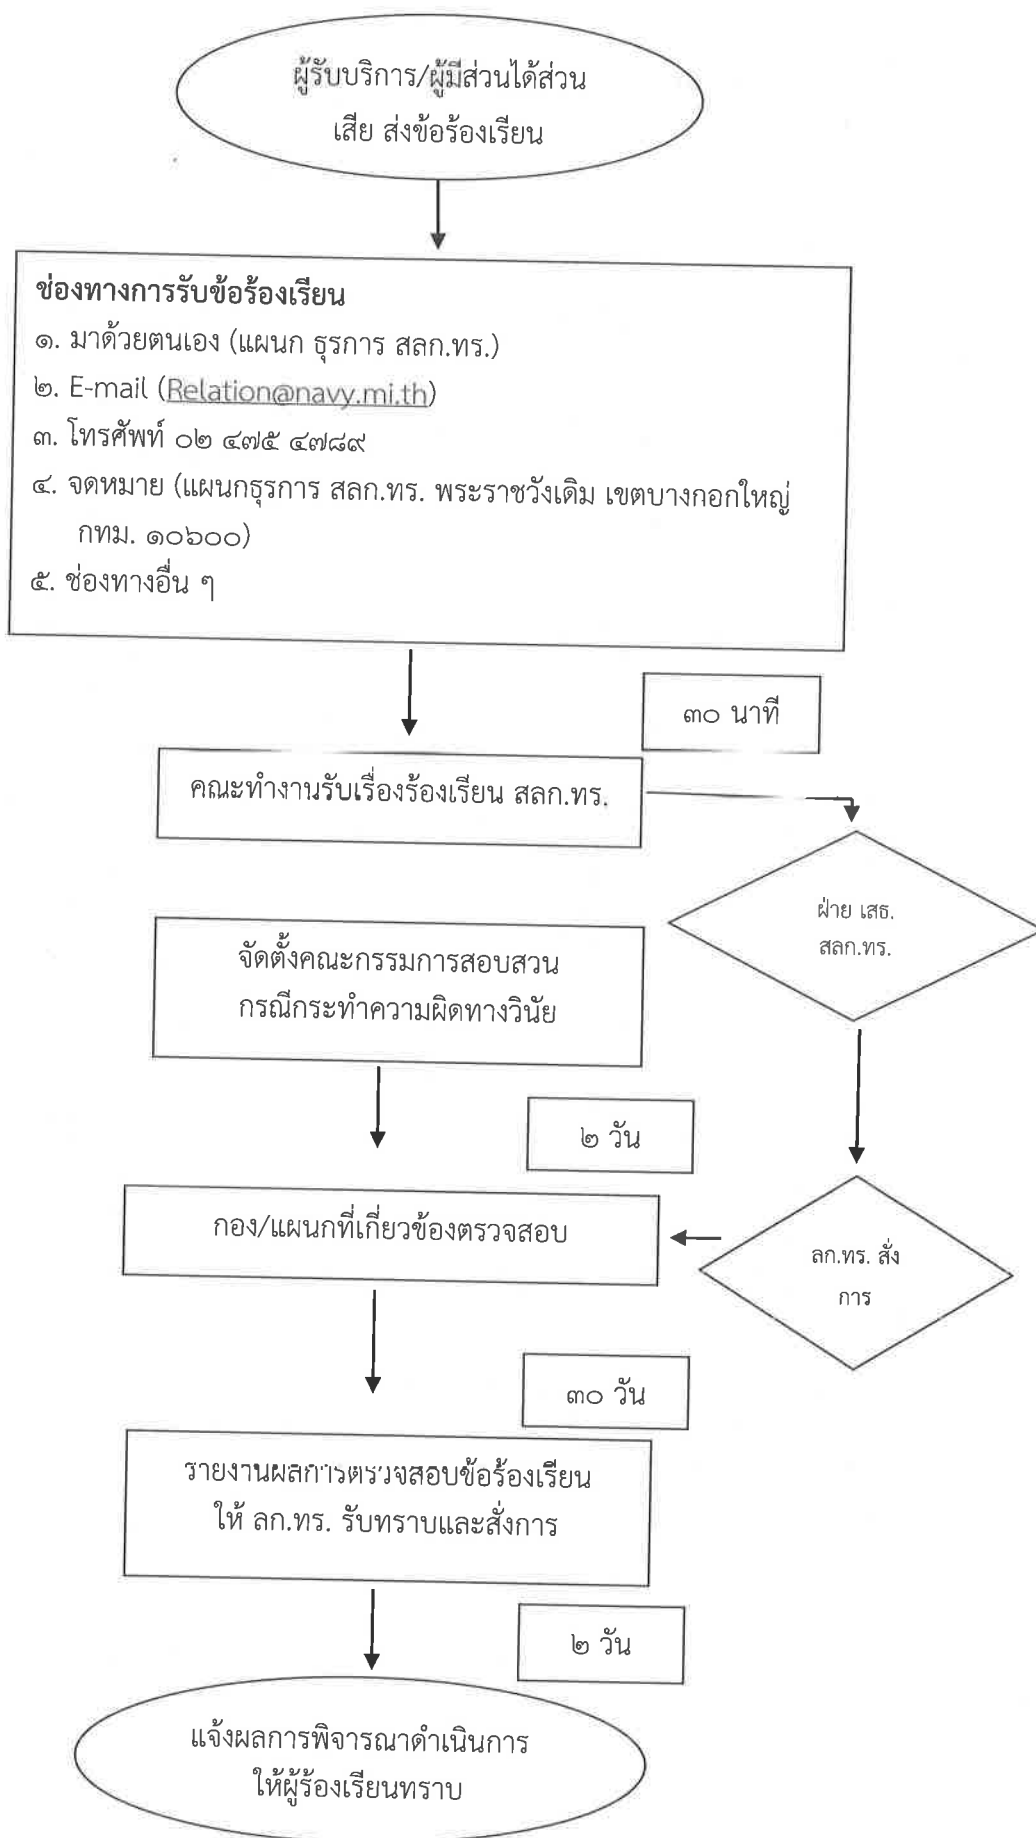 ผู้รับบริการ/ผู้มีส่วนได้ส่วน
เสีย ส่งข้อร้องเรียน
ช่องทางการรับข้อร้องเรียน
๑. มาด้วยตนเอง (แผนก ธุรการ สลก.ทร.)
๒. E-mail (Relation@navy.mi.th)
๓. โทรศัพท์ ๐๒ ๔๗๕ ๔๗๘๙
๔. จดหมาย (แผนกธุรการ สลก.ทร. พระราชวังเดิม เขตบางกอกใหญ่
กทม. ๑๐๖๐๐)
๕. ช่องทางอื่น ๆ
๓๐ นาที
คณะทำงานรับเรื่องร้องเรียน สลก.ทร.
ฝ่าย เสธ.
สลก.ทร.
จัดตั้งคณะกรรมการสอบสวน
กรณีกระทำความผิดทางวินัย
๒ วัน
กอง/แผนกที่เกี่ยวข้องตรวจสอบ
ลก.ทร. สั่ง
การ
๓๐ วัน
รายงานผลการตรวจสอบข้อร้องเรียน
ให้ ลก.ทร. รับทราบและสั่งการ
๒ วัน
แจ้งผลการพิจารณาดำเนินการ
ให้ผู้ร้องเรียนทราบ